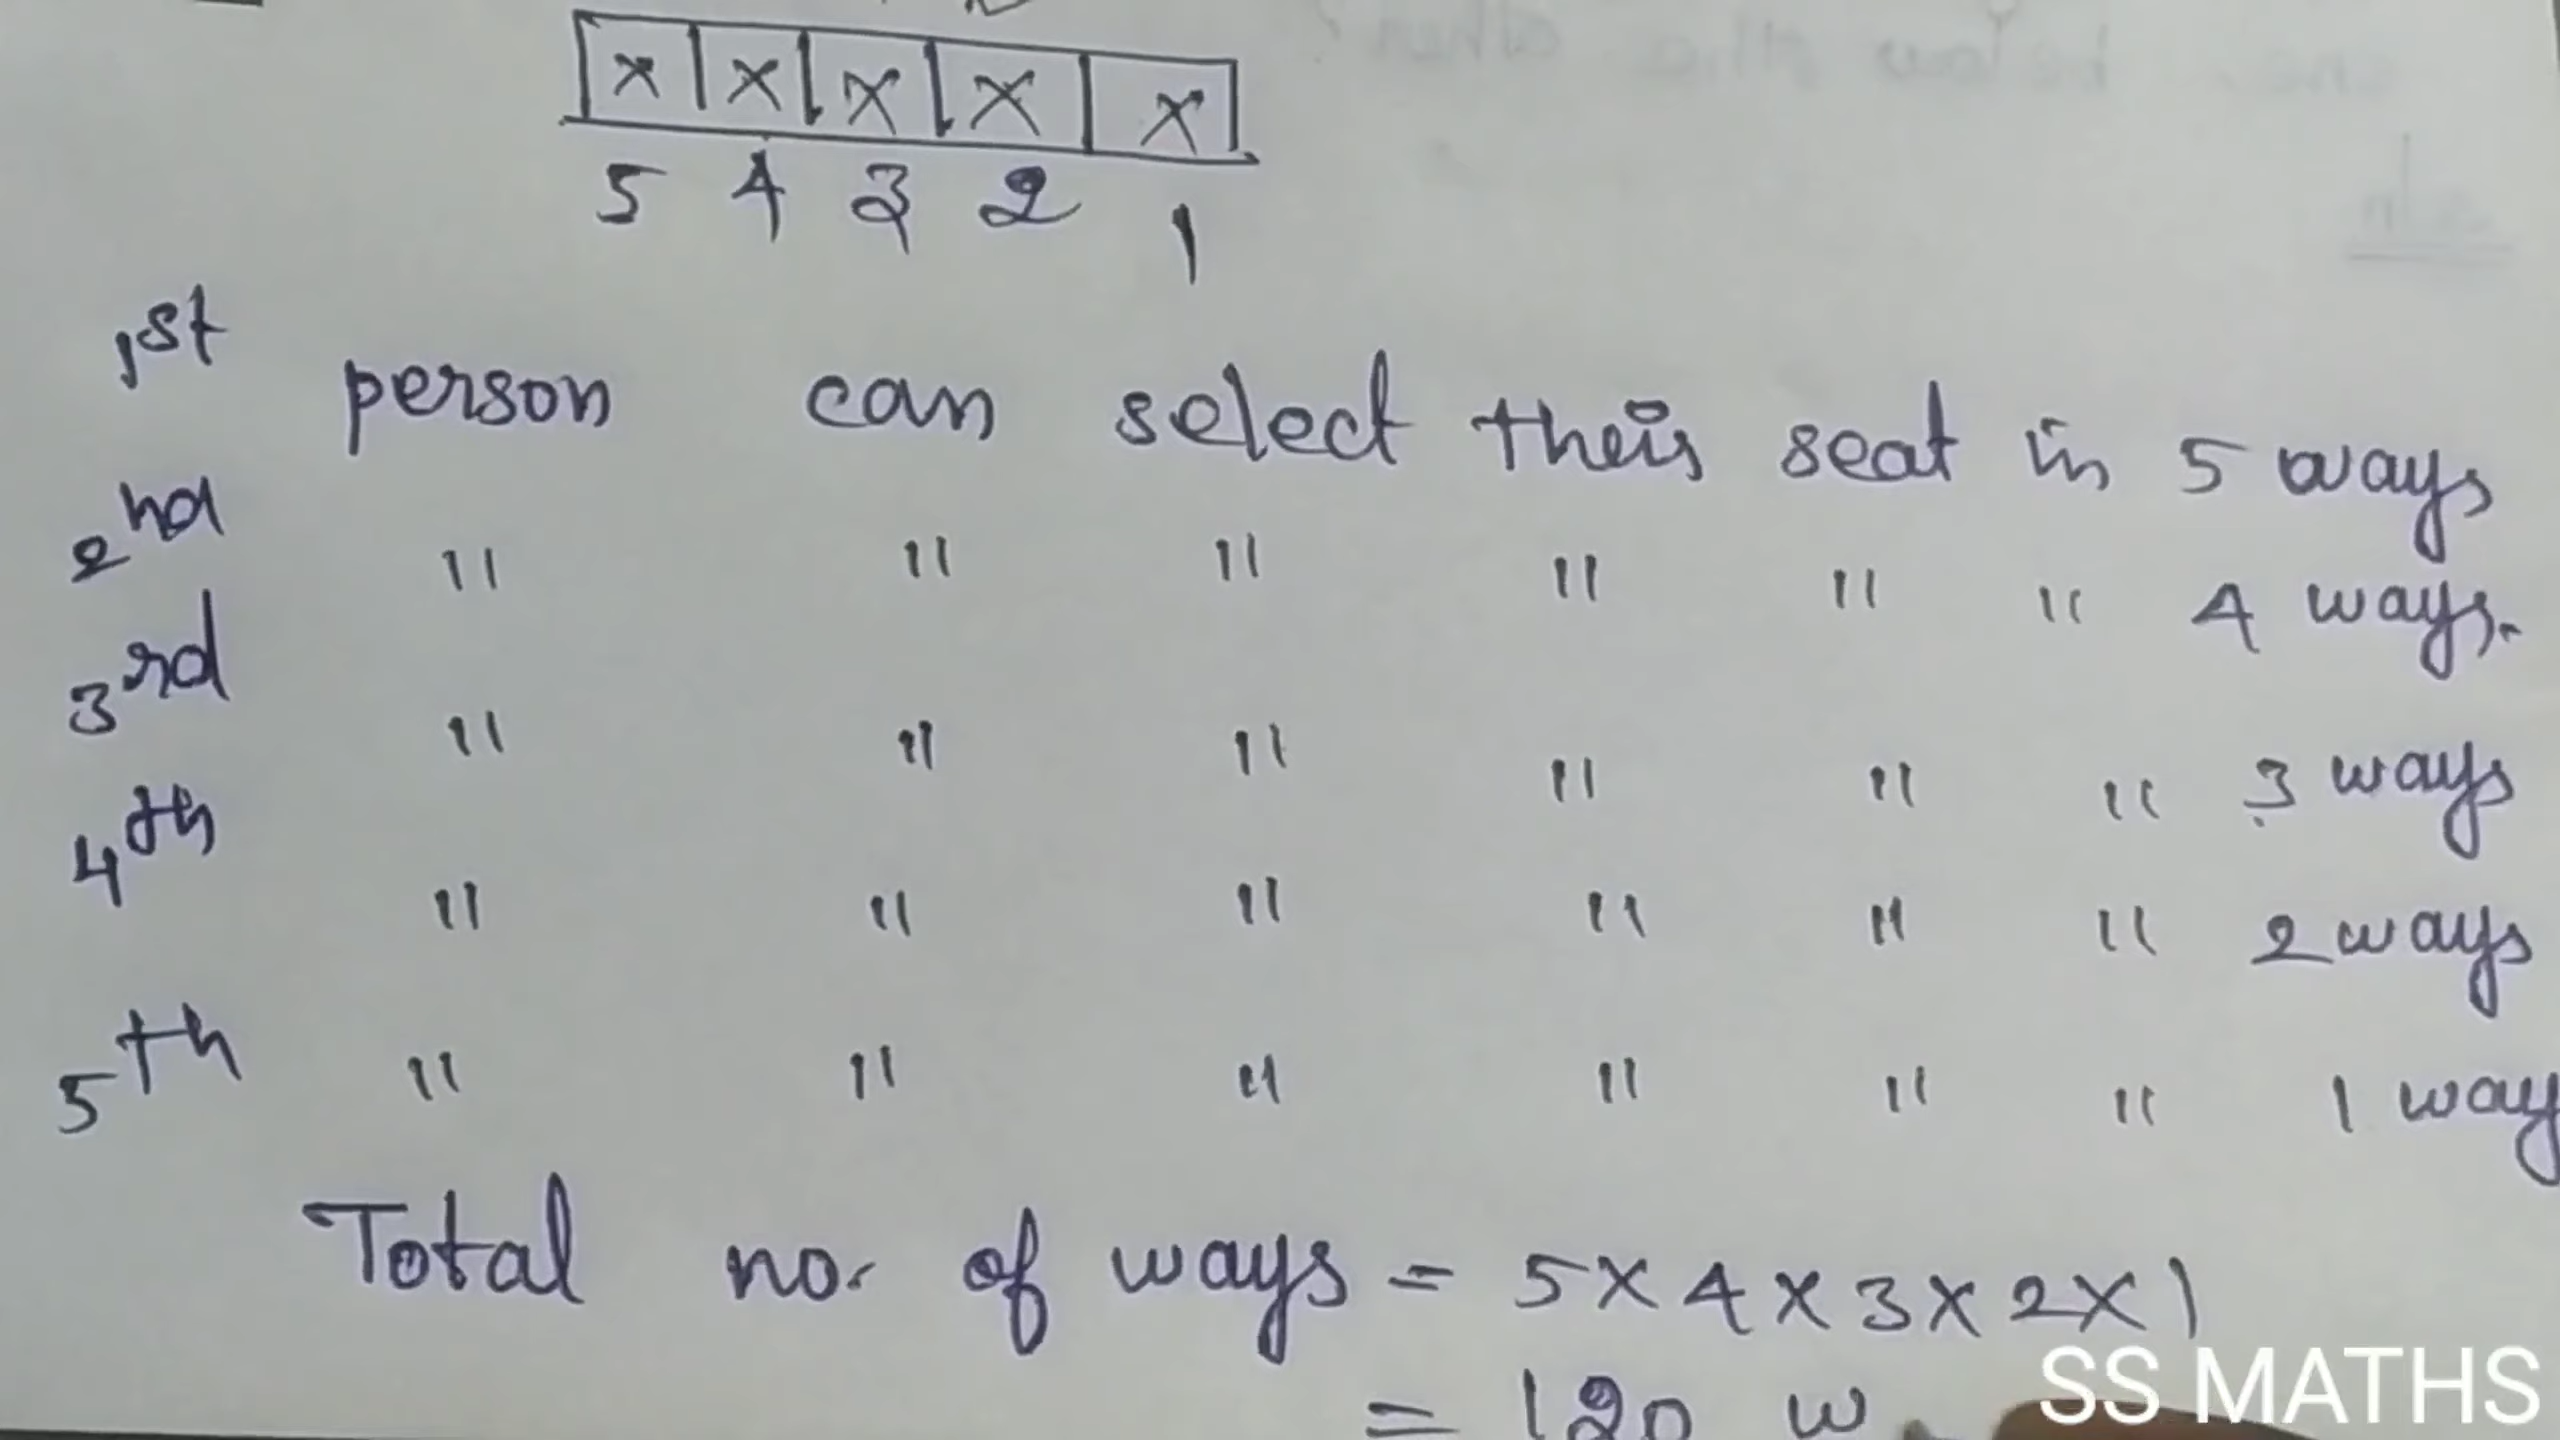 x x x x x
5 4 3 2 1
1st person can select their seat in 5 ways
2nd " " " " " " 4 ways.
3rd " " " " " " 3 ways
4th " " " " " " 2 ways
5th " " " " " " 1 way
Total no. of ways = 5 x 4 x 3 x 2 x 1
= 120 w
SS MATHS